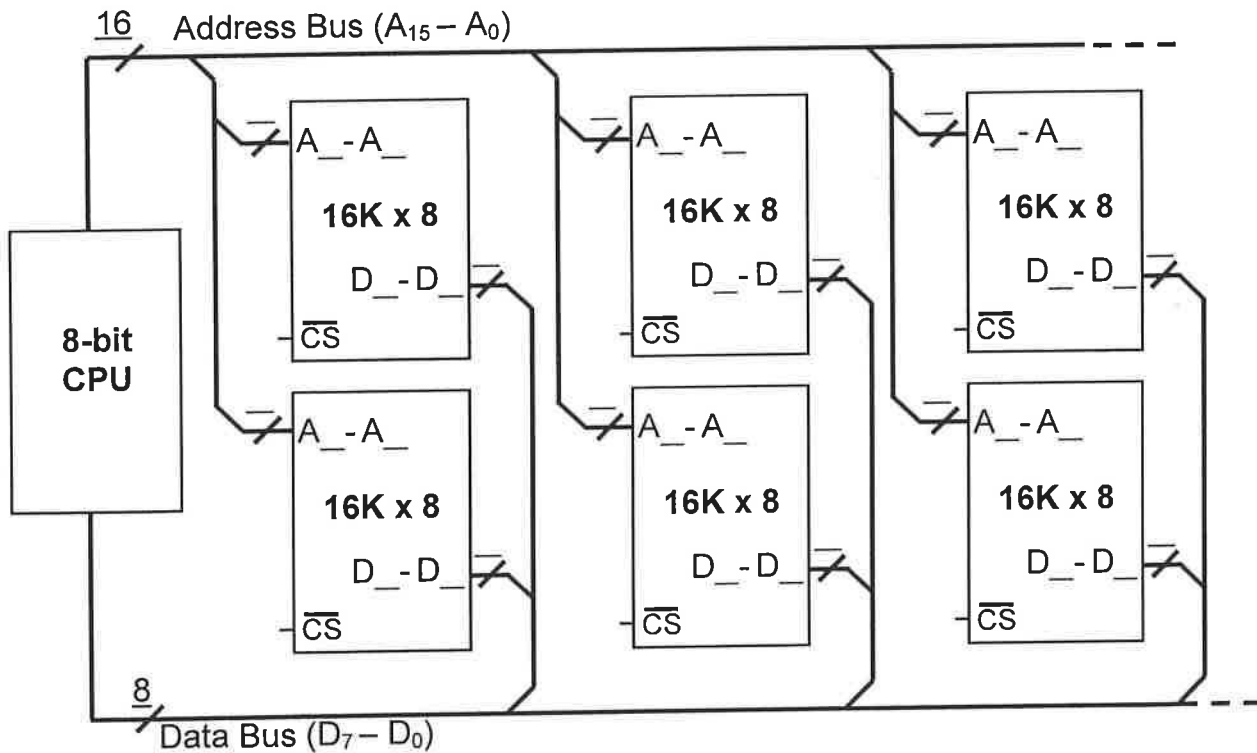 16 Address Bus (A₁₅ – A₀)
A_-A_
16K x 8
D_-D_
CS
A_-A_
16K x 8
D_-D_
CS
A_-A_
16K x 8
D_-D_
CS
8-bit
CPU
A_-A_
16K x 8
D_-D_
CS
A_-A_
16K x 8
D_-D_
CS
A_-A_
16K x 8
D_-D_
CS
8
Data Bus (D₇ – D₀)